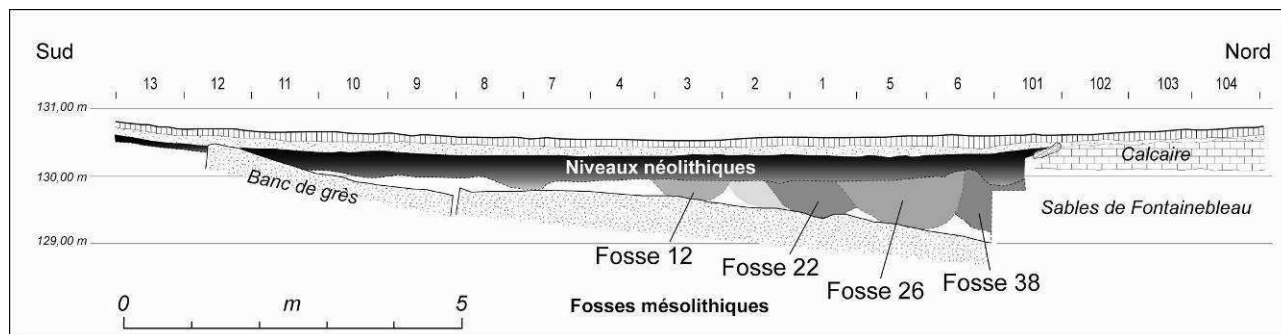 Sud Nord
13 12 11 10 9 8 7 4 3 2 1 5 6 101 102 103 104
131,00 m
Niveaux néolithiques
Calcaire
130,00 m
Banc de grès
Sables de Fontainebleau
129,00 m
Fosse 12
Fosse 22
Fosse 26
Fosse 38
0 m 5
Fosses mésolithiques